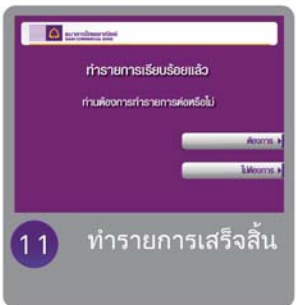 ธนาคารไทยพาณิชย์
SIAM COMMERCIAL BANK
ทำรายการเรียบร้อยแล้ว
ท่านต้องการทำรายการต่อหรือไม่
ต้องการ
ไม่ต้องการ
11 ทำรายการเสร็จสิ้น